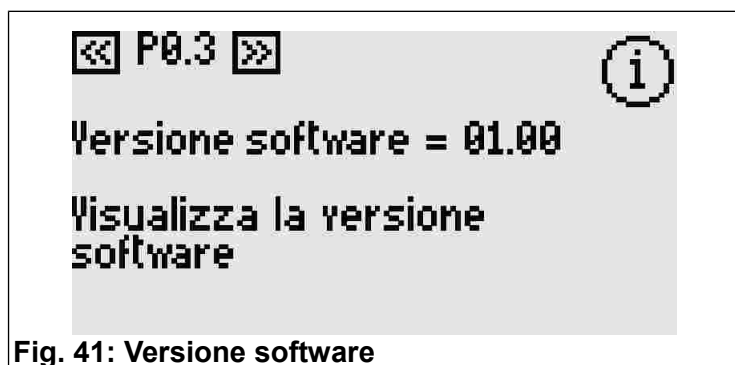 « P0.3 »
i
Versione software = 01.00
Visualizza la versione
software
Fig. 41: Versione software